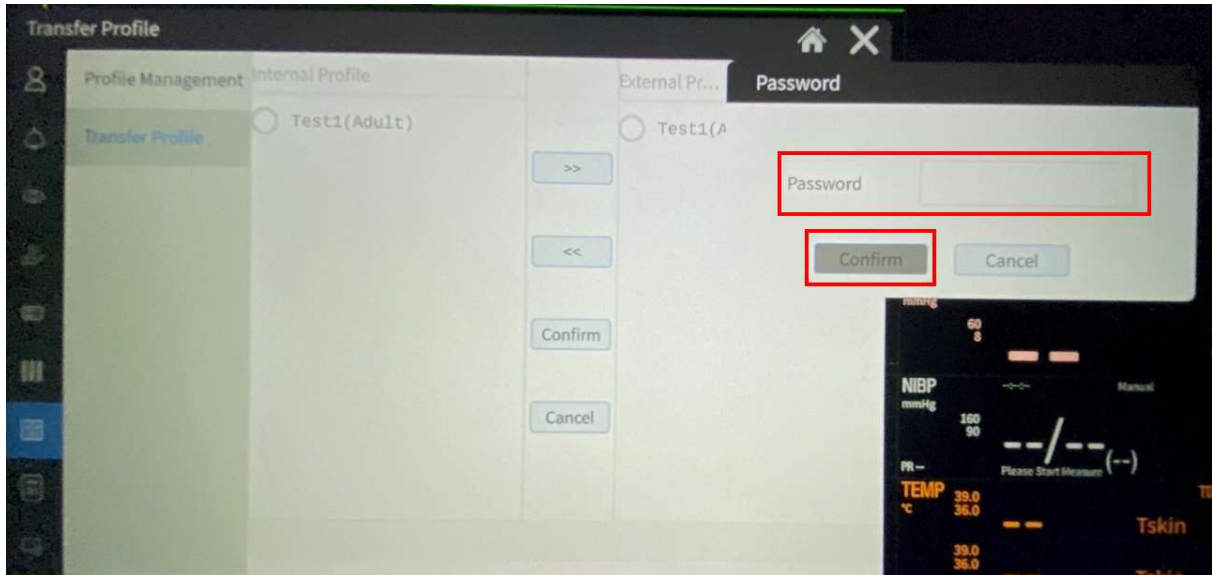 Transfer Profile
Profile Management
Transfer Profile
Internal Profile
Test1(Adult)
>>
<<
Confirm
Cancel
External Pr...
Test1(A
Password
Password
Confirm
Cancel
mmHg
60
8
-- 
NIBP
--:--
Manual
mmHg
160
90
--/--(--)
PR --
Please Start Measure
TEMP
°C
39.0
36.0
--
Tskin
39.0
36.0